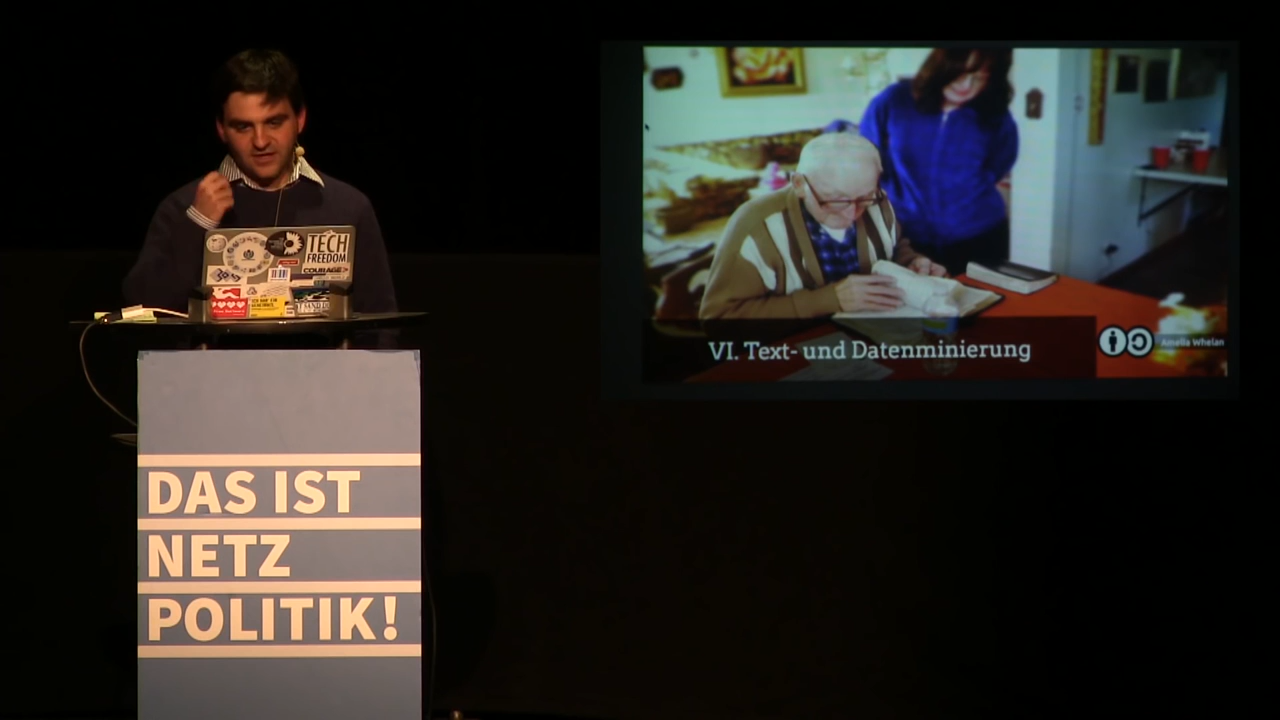 TECH
FREEDOM
COURAGE
VI. Text- und Datenminierung
Amelia Whelan
DAS IST
NETZ
POLITIK!